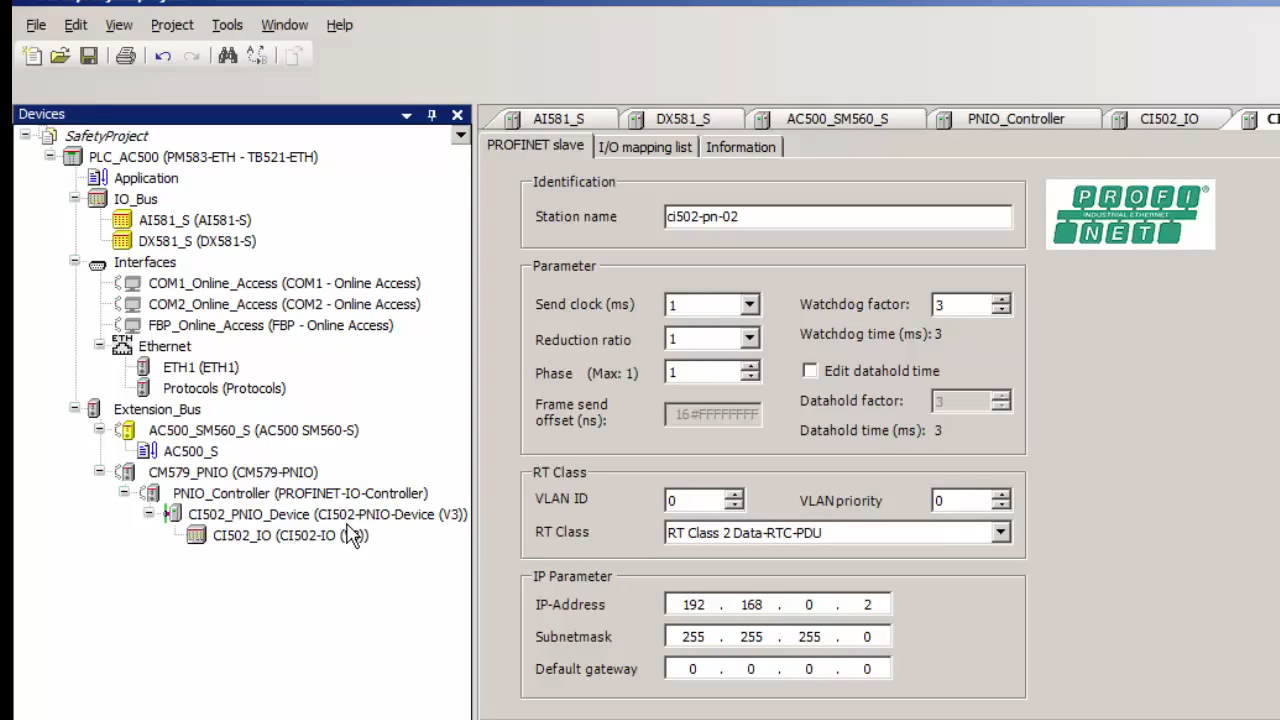 File Edit View Project Tools Window Help
Devices
SafetyProject
PLC_AC500 (PM583-ETH - TB521-ETH)
Application
IO_Bus
AI581_S (AI581-S)
DX581_S (DX581-S)
Interfaces
COM1_Online_Access (COM1 - Online Access)
COM2_Online_Access (COM2 - Online Access)
FBP_Online_Access (FBP - Online Access)
ETH
Ethernet
ETH1 (ETH1)
Protocols (Protocols)
Extension_Bus
AC500_SM560_S (AC500 SM560-S)
AC500_S
CM579_PNIO (CM579-PNIO)
PNIO_Controller (PROFINET-IO-Controller)
CI502_PNIO_Device (CI502-PNIO-Device (V3))
CI502_IO (CI502-IO
AI581_S DX581_S AC500_SM560_S PNIO_Controller CI502_IO
PROFINET slave I/O mapping list Information
Identification
Station name ci502-pn-02
PROFI
INDUSTRIAL ETHERNET
NET
®
Parameter
Send clock (ms) 1 Watchdog factor: 3
Watchdog time (ms): 3
Reduction ratio 1
Phase (Max: 1) 1 Edit datahold time
Frame send
offset (ns): 16#FFFFFFFF
Datahold factor: 3
Datahold time (ms): 3
RT Class
VLAN ID 0 VLAN priority 0
RT Class RT Class 2 Data-RTC-PDU
IP Parameter
IP-Address 192 . 168 . 0 . 2
Subnetmask 255 . 255 . 255 . 0
Default gateway 0 . 0 . 0 . 0